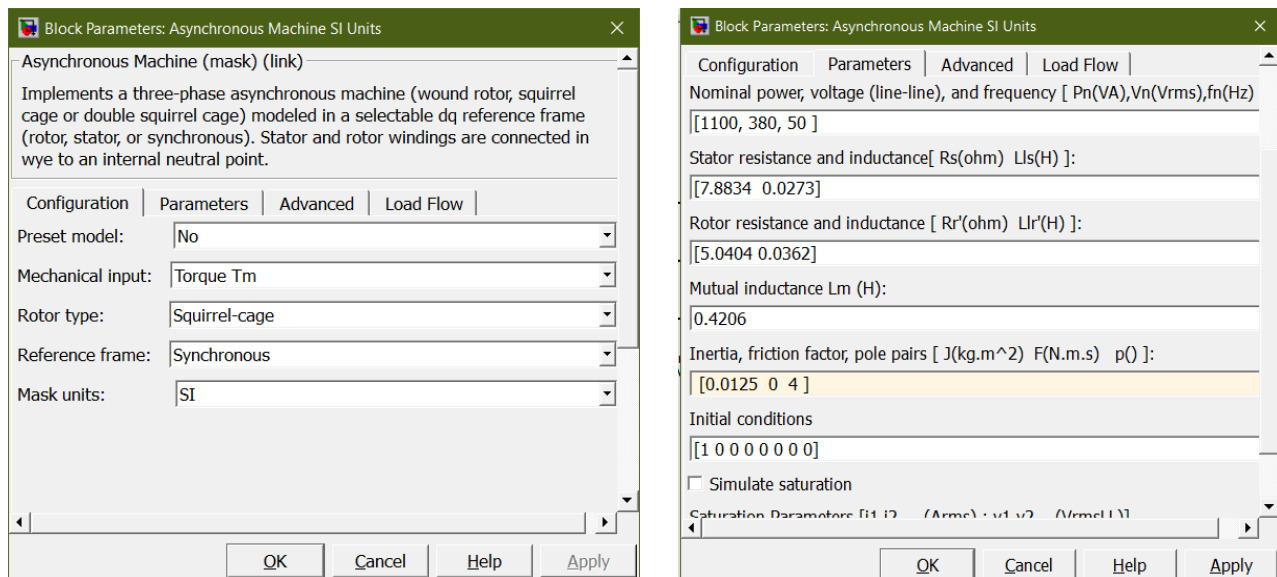 Block Parameters: Asynchronous Machine SI Units
Asynchronous Machine (mask) (link)
Implements a three-phase asynchronous machine (wound rotor, squirrel
cage or double squirrel cage) modeled in a selectable dq reference frame
(rotor, stator, or synchronous). Stator and rotor windings are connected in
wye to an internal neutral point.
Configuration Parameters Advanced Load Flow
Preset model: No
Mechanical input: Torque Tm
Rotor type: Squirrel-cage
Reference frame: Synchronous
Mask units: SI
OK Cancel Help Apply
Block Parameters: Asynchronous Machine SI Units
Configuration Parameters Advanced Load Flow
Nominal power, voltage (line-line), and frequency [ Pn(VA),Vn(Vrms),fn(Hz)
[1100, 380, 50 ]
Stator resistance and inductance[ Rs(ohm) Lls(H) ]:
[7.8834 0.0273]
Rotor resistance and inductance [ Rr'(ohm) Llr'(H) ]:
[5.0404 0.0362]
Mutual inductance Lm (H):
0.4206
Inertia, friction factor, pole pairs [ J(kg.m^2) F(N.m.s) p() ]:
[0.0125 0 4 ]
Initial conditions
[1 0 0 0 0 0 0 0]
Simulate saturation
Saturation Parameters [i1,i2,... (Arms) ; v1,v2,... (VrmsLL)]
OK Cancel Help Apply